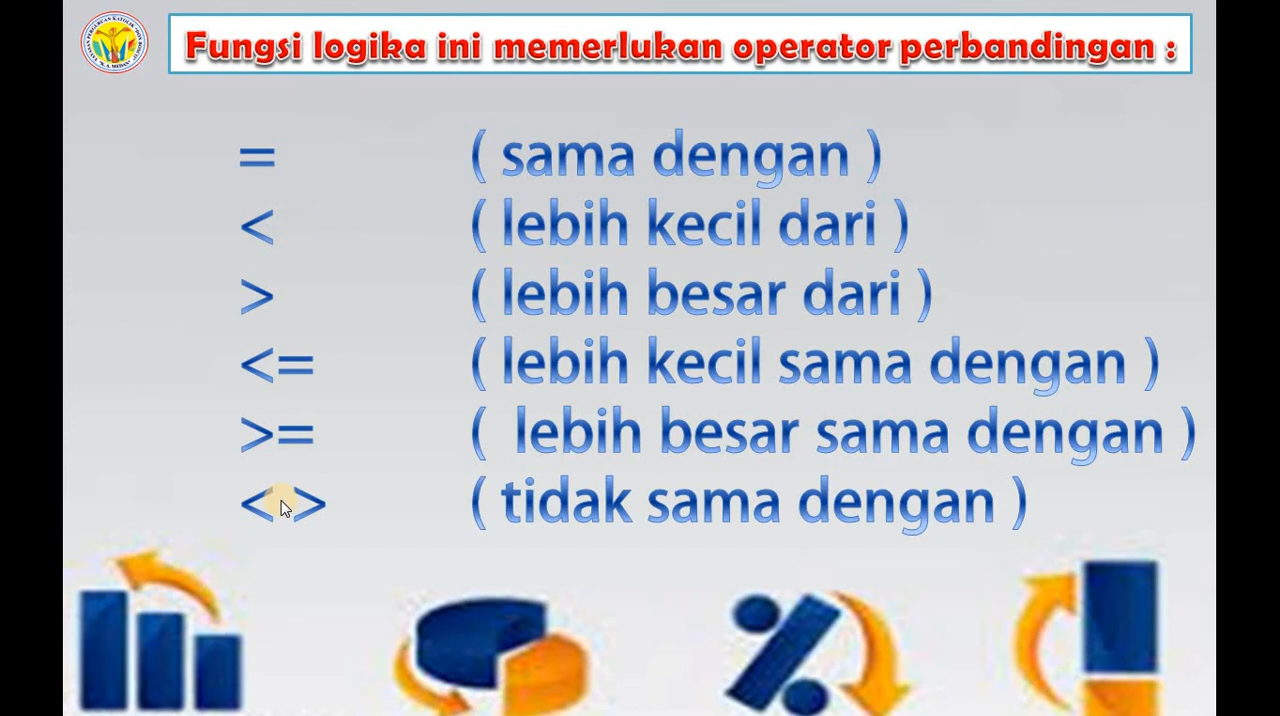 Fungsi logika ini memerlukan operator perbandingan :
= ( sama dengan )
< ( lebih kecil dari )
> ( lebih besar dari )
<= ( lebih kecil sama dengan )
>= ( lebih besar sama dengan )
< > ( tidak sama dengan )